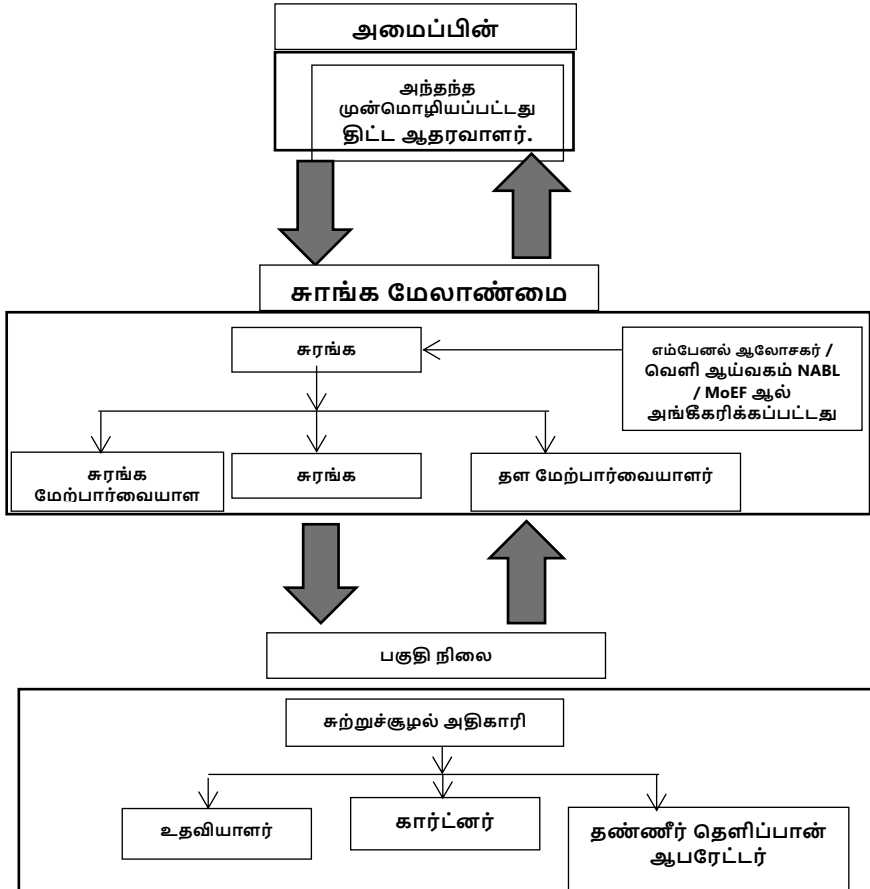 அமைப்பின்
அந்தந்த
முன்மொழியப்பட்டது
திட்ட ஆதரவாளர்.
சுாங்க மேலாண்மை
சுரங்க
எம்பேனல் ஆலோசகர் /
வெளி ஆய்வகம் NABL
/ MoEF ஆல்
அங்கீகரிக்கப்பட்டது
சுரங்க
மேற்பார்வையாள
சுரங்க
தள மேற்பார்வையாளர்
பகுதி நிலை
சுற்றுச்சூழல் அதிகாரி
உதவியாளர்
கார்ட்னர்
தண்ணீர் தெளிப்பான்
ஆபரேட்டர்